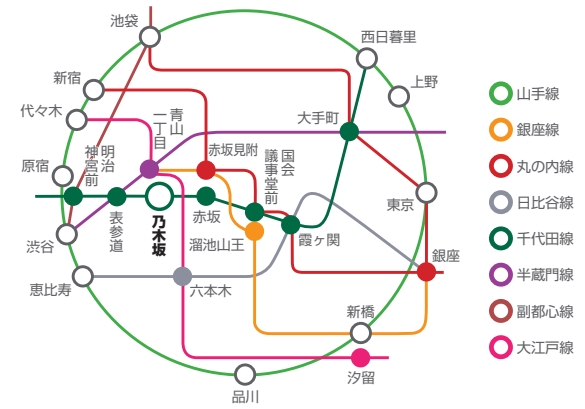 池袋
西日暮里
新宿
上野
代々木
青山
一丁目
大手町
赤坂見附
国会
議事堂前
明治
神宮前
原宿
表参道
乃木坂
赤坂
東京
渋谷
溜池山王
霞ヶ関
恵比寿
六本木
銀座
新橋
汐留
品川
山手線
銀座線
丸の内線
日比谷線
千代田線
半蔵門線
副都心線
大江戸線